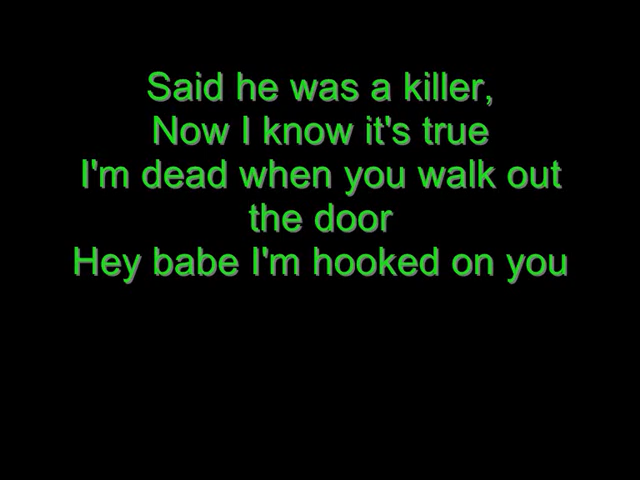 Said he was a killer,
Now I know it's true
I'm dead when you walk out
the door
Hey babe I'm hooked on you